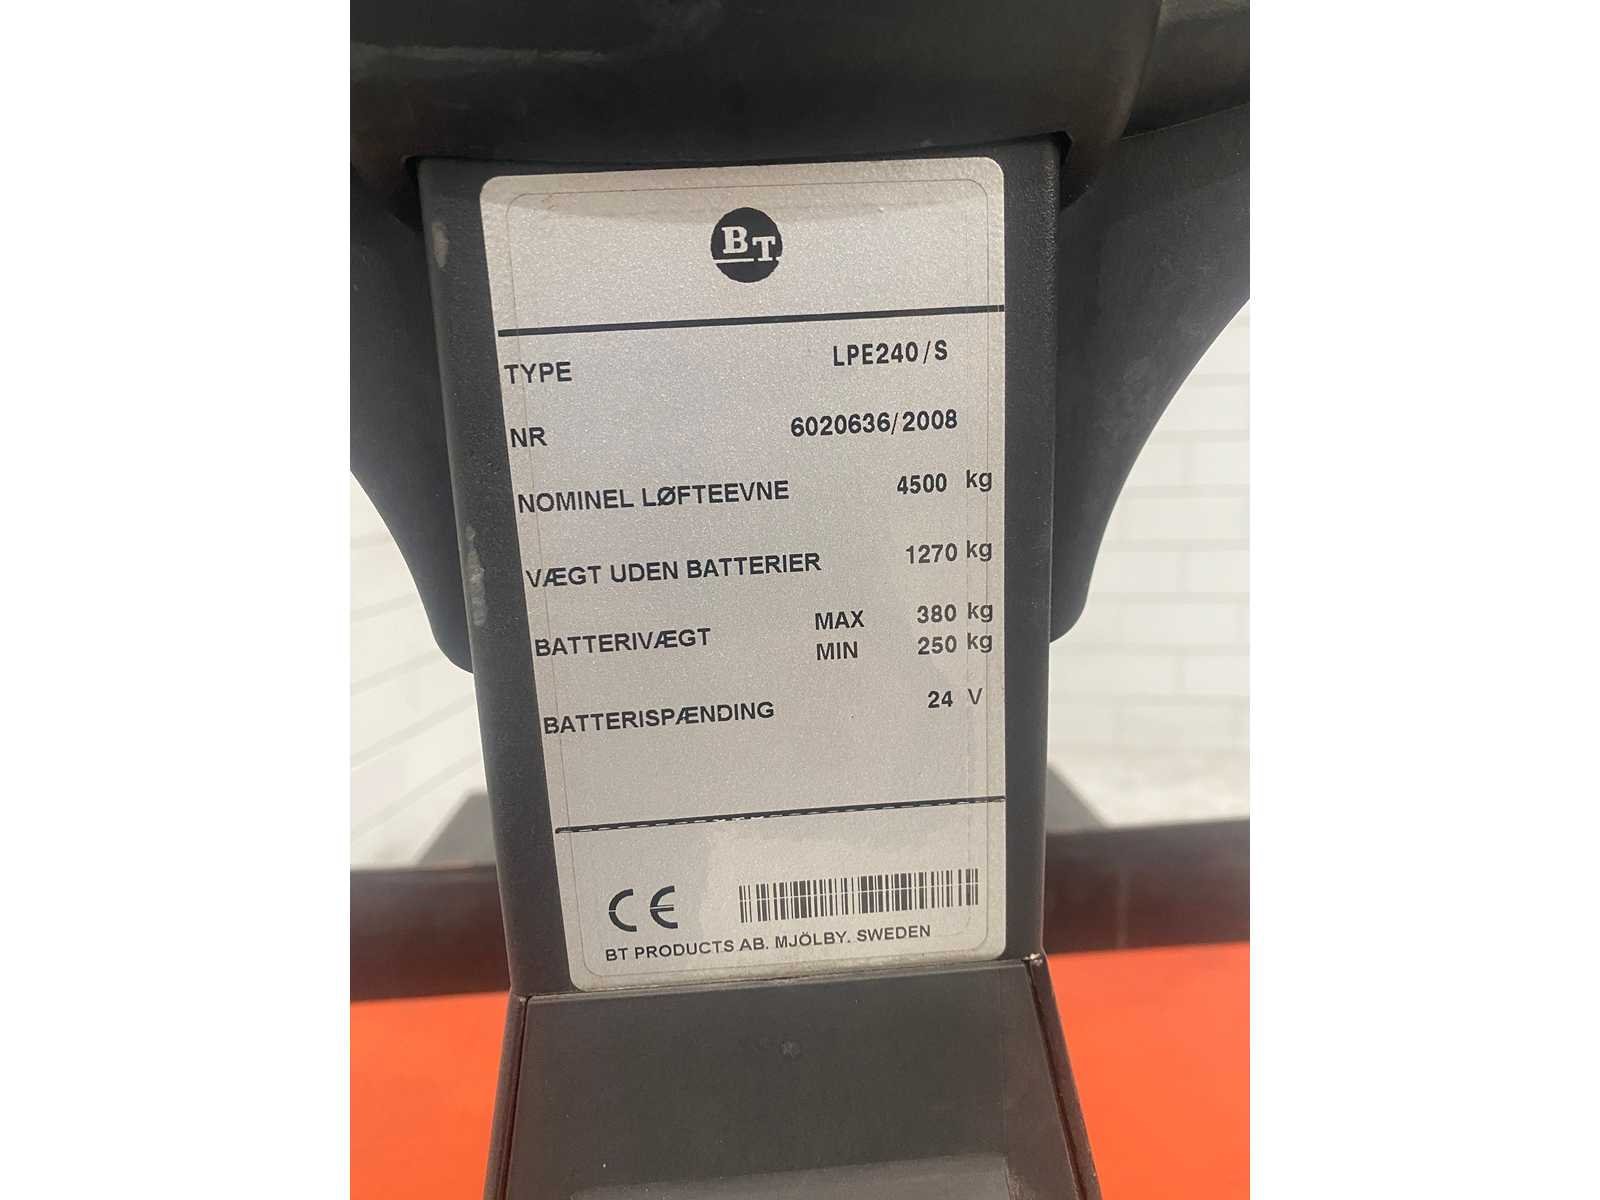 BT
TYPE LPE240/S
NR 6020636/2008
NOMINEL LØFTEEVNE 4500 kg
VÆGT UDEN BATTERIER 1270 kg
BATTERIVÆGT MAX 380 kg
MIN 250 kg
BATTERISPÆNDING 24 V
CE
BT PRODUCTS AB. MJÖLBY. SWEDEN